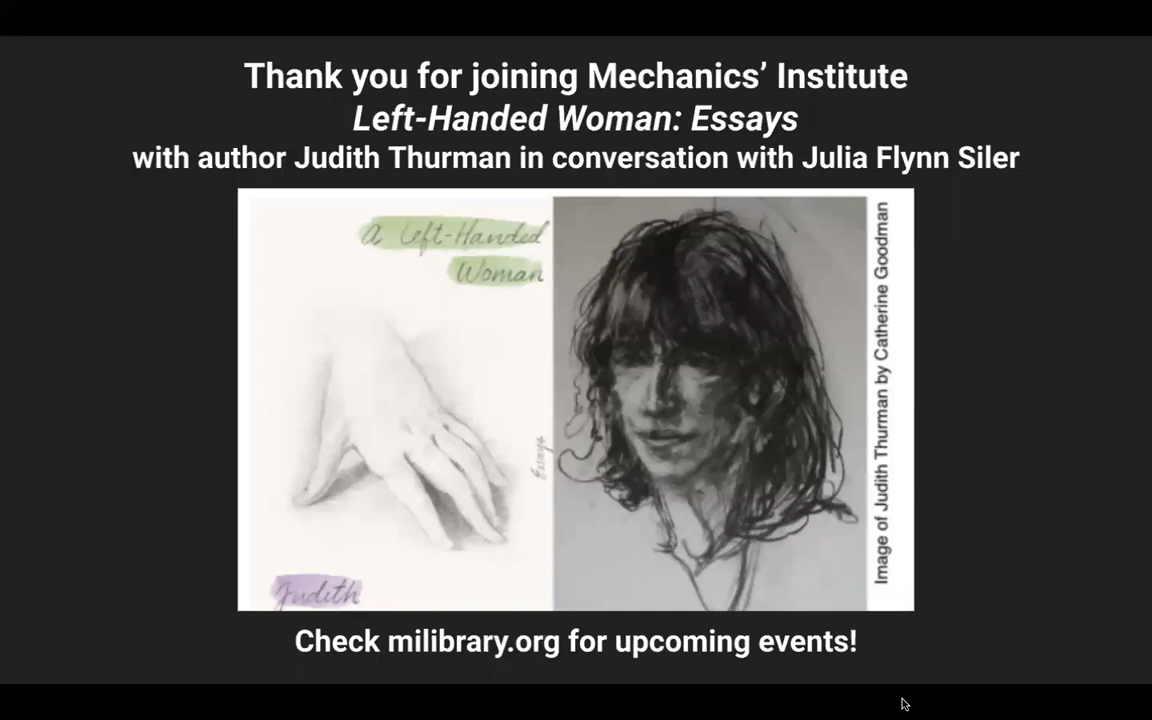 Thank you for joining Mechanics’ Institute
Left-Handed Woman: Essays
with author Judith Thurman in conversation with Julia Flynn Siler
a Left-Handed
Woman
Essays
Judith
Image of Judith Thurman by Catherine Goodman
Check milibrary.org for upcoming events!